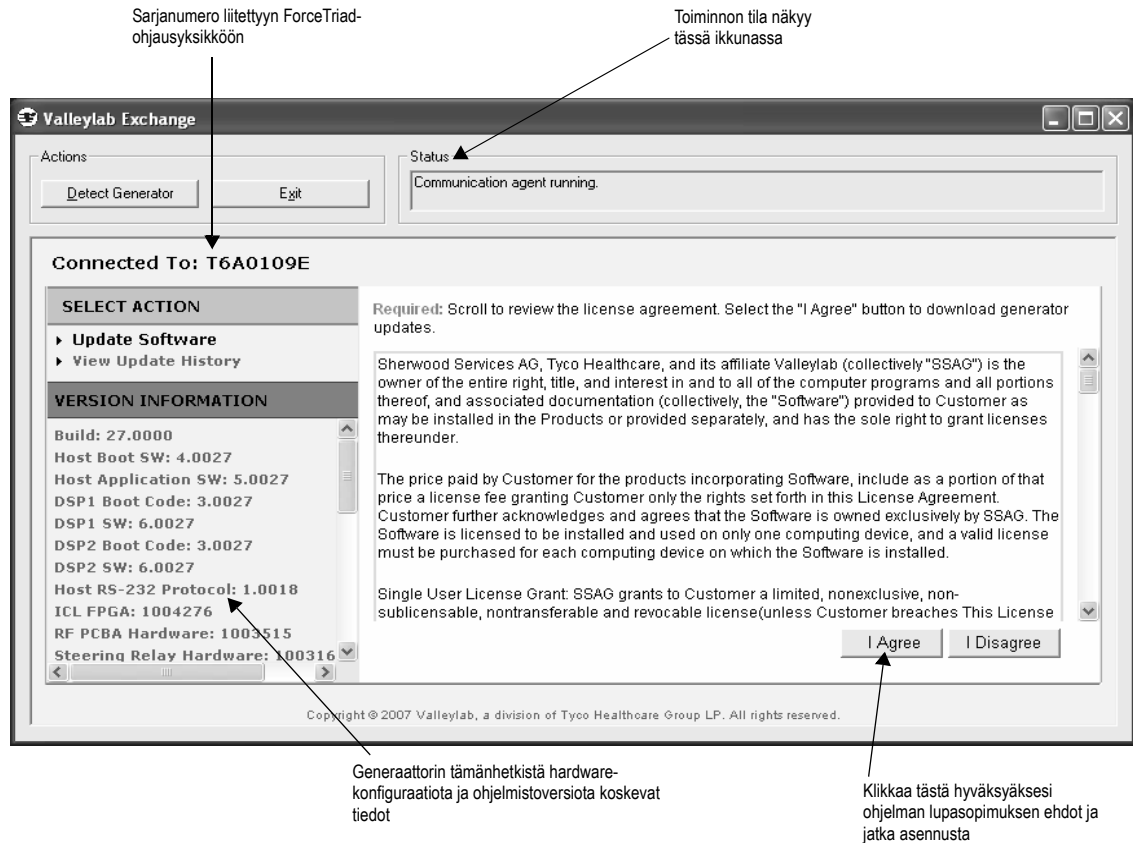 Sarjanumero liitettyyn ForceTriad-
ohjausyksikköön
Toiminnon tila näkyy
tässä ikkunassa
Valleylab Exchange
Actions
Detect Generator
Exit
Status
Communication agent running.
Connected To: T6A0109E
SELECT ACTION
Update Software
View Update History
VERSION INFORMATION
Build: 27.0000
Host Boot SW: 4.0027
Host Application SW: 5.0027
DSP1 Boot Code: 3.0027
DSP1 SW: 6.0027
DSP2 Boot Code: 3.0027
DSP2 SW: 6.0027
Host RS-232 Protocol: 1.0018
ICL FPGA: 1004276
RF PCBA Hardware: 1003515
Steering Relay Hardware: 100316
Required: Scroll to review the license agreement. Select the "I Agree" button to download generator
updates.
Sherwood Services AG, Tyco Healthcare, and its affiliate Valleylab (collectively "SSAG") is the
owner of the entire right, title, and interest in and to all of the computer programs and all portions
thereof, and associated documentation (collectively, the "Software") provided to Customer as
may be installed in the Products or provided separately, and has the sole right to grant licenses
thereunder.
The price paid by Customer for the products incorporating Software, include as a portion of that
price a license fee granting Customer only the rights set forth in this License Agreement.
Customer further acknowledges and agrees that the Software is owned exclusively by SSAG. The
Software is licensed to be installed and used on only one computing device, and a valid license
must be purchased for each computing device on which the Software is installed.
Single User License Grant: SSAG grants to Customer a limited, nonexclusive, non-
sublicensable, nontransferable and revocable license(unless Customer breaches This License
I Agree
I Disagree
Copyright © 2007 Valleylab, a division of Tyco Healthcare Group LP. All rights reserved.
Generaattorin tämänhetkistä hardware-
konfiguraatiota ja ohjelmistoversiota koskevat
tiedot
Klikkaa tästä hyväksyäksesi
ohjelman lupasopimuksen ehdot ja
jatka asennusta